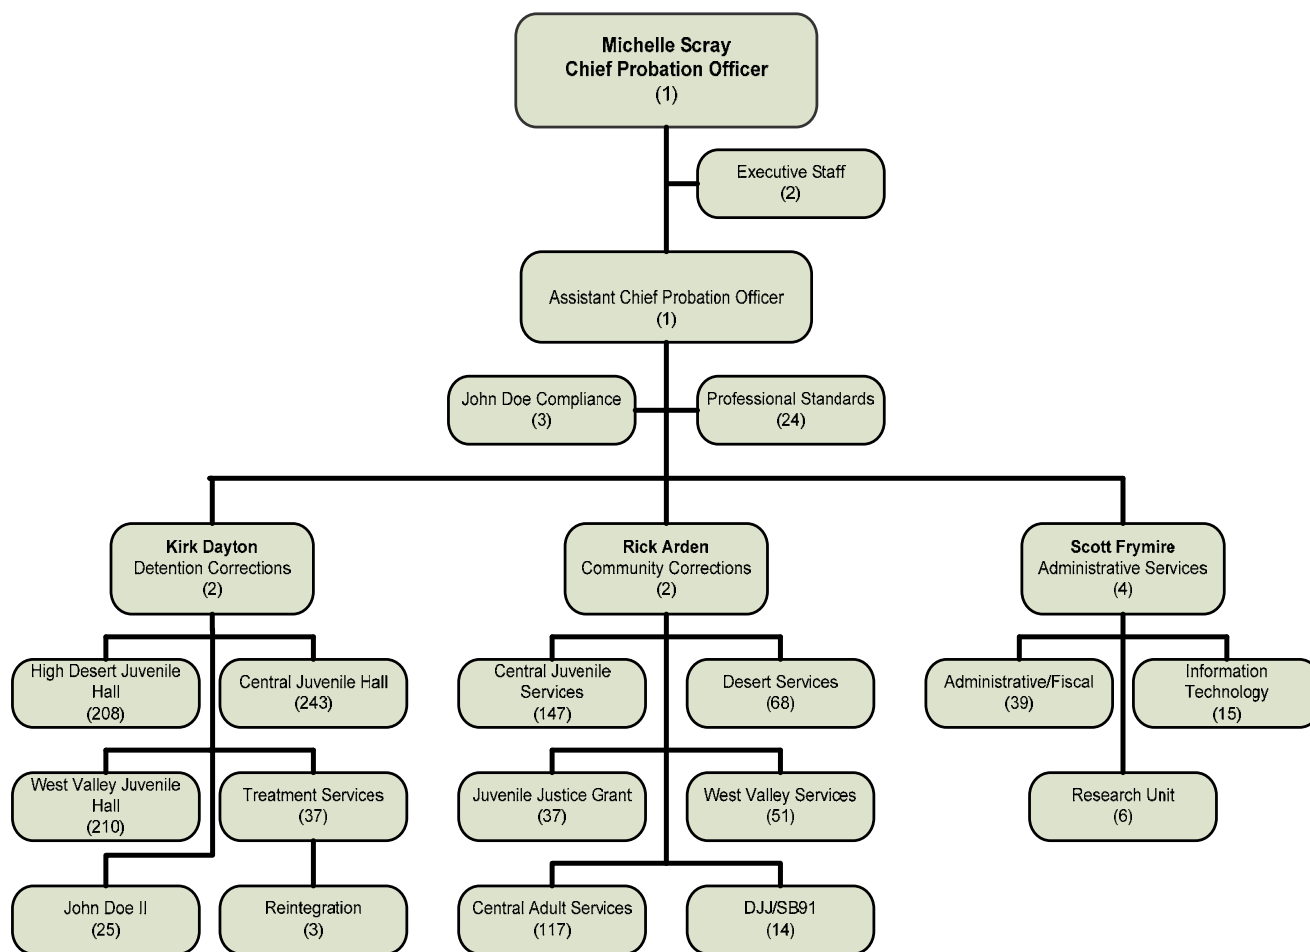 Michelle Scray
Chief Probation Officer
(1)
Executive Staff
(2)
Assistant Chief Probation Officer
(1)
John Doe Compliance
(3)
Professional Standards
(24)
Kirk Dayton
Detention Corrections
(2)
Rick Arden
Community Corrections
(2)
Scott Frymire
Administrative Services
(4)
High Desert Juvenile
Hall
(208)
Central Juvenile Hall
(243)
Central Juvenile
Services
(147)
Desert Services
(68)
Administrative/Fiscal
(39)
Information
Technology
(15)
West Valley Juvenile
Hall
(210)
Treatment Services
(37)
Juvenile Justice Grant
(37)
West Valley Services
(51)
Research Unit
(6)
John Doe II
(25)
Reintegration
(3)
Central Adult Services
(117)
DJJ/SB91
(14)